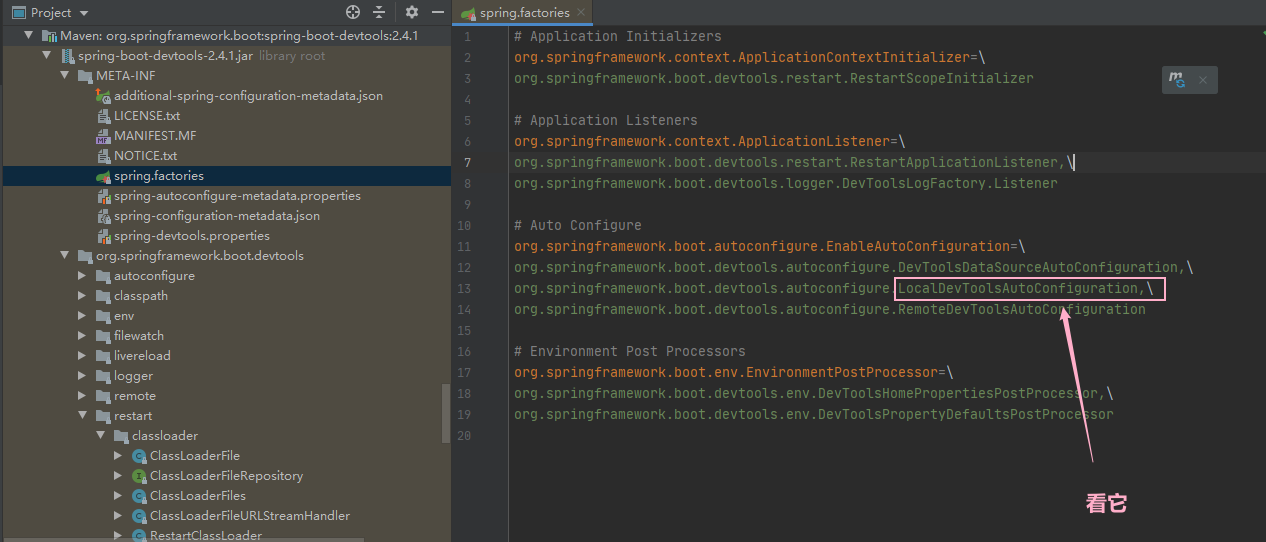 Project
Maven: org.springframework.boot:spring-boot-devtools:2.4.1
spring-boot-devtools-2.4.1.jar library root
META-INF
additional-spring-configuration-metadata.json
LICENSE.txt
MANIFEST.MF
NOTICE.txt
spring.factories
spring-autoconfigure-metadata.properties
spring-configuration-metadata.json
spring-devtools.properties
org.springframework.boot.devtools
autoconfigure
classpath
env
filewatch
livereload
logger
remote
restart
classloader
ClassLoaderFile
ClassLoaderFileRepository
ClassLoaderFiles
ClassLoaderFileURLStreamHandler
RestartClassLoader
spring.factories
1 # Application Initializers
2 org.springframework.context.ApplicationContextInitializer=\
3 org.springframework.boot.devtools.restart.RestartScopeInitializer
4
5 # Application Listeners
6 org.springframework.context.ApplicationListener=\
7 org.springframework.boot.devtools.restart.RestartApplicationListener,\
8 org.springframework.boot.devtools.logger.DevToolsLogFactory.Listener
9
10 # Auto Configure
11 org.springframework.boot.autoconfigure.EnableAutoConfiguration=\
12 org.springframework.boot.devtools.autoconfigure.DevToolsDataSourceAutoConfiguration,\
13 org.springframework.boot.devtools.autoconfigure.LocalDevToolsAutoConfiguration,\
14 org.springframework.boot.devtools.autoconfigure.RemoteDevToolsAutoConfiguration
15
16 # Environment Post Processors
17 org.springframework.boot.env.EnvironmentPostProcessor=\
18 org.springframework.boot.devtools.env.DevToolsHomePropertiesPostProcessor,\
19 org.springframework.boot.devtools.env.DevToolsPropertyDefaultsPostProcessor
20
看它